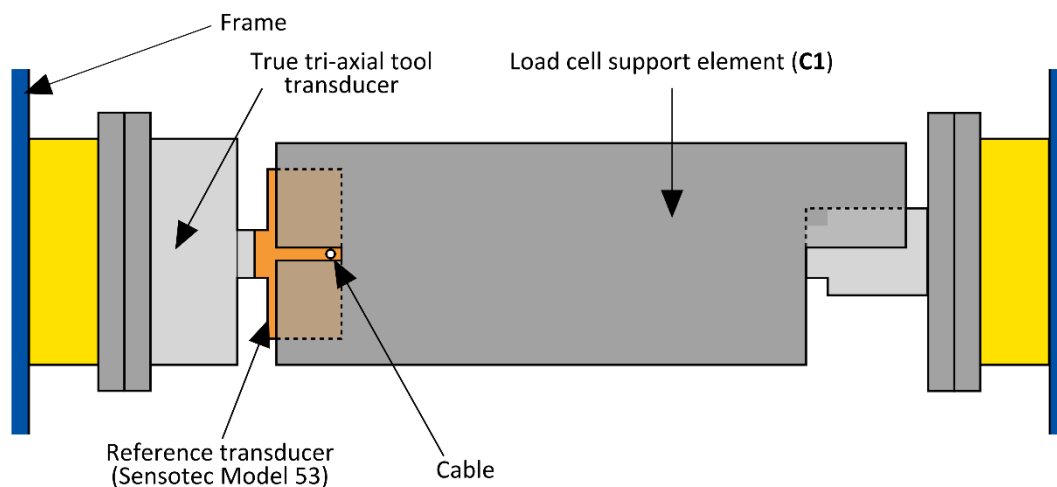 Frame
True tri-axial tool
transducer
Load cell support element (C1)
Reference transducer
(Sensotec Model 53)
Cable